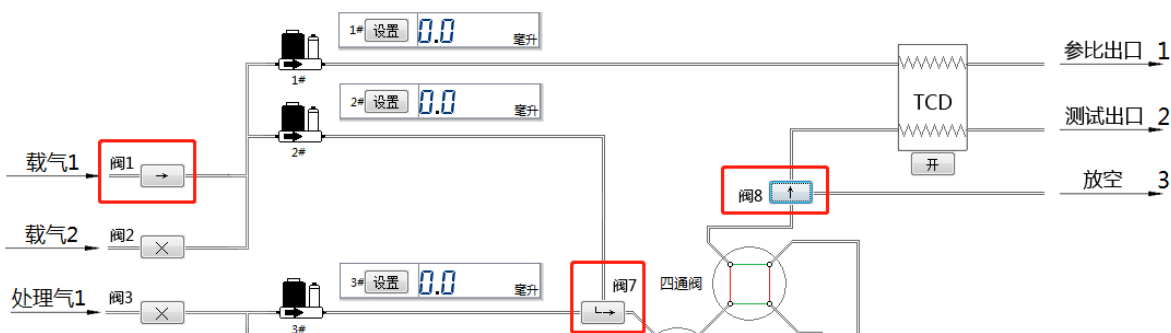 1# 设置 0.0 毫升
参比出口 1
1#
2# 设置 0.0 毫升
TCD
测试出口 2
2#
载气1 阀1 →
开
阀8 ↑
放空 3
载气2 阀2 ×
3# 设置 0.0 毫升
阀7
四通阀
处理气1 阀3 ×
3#